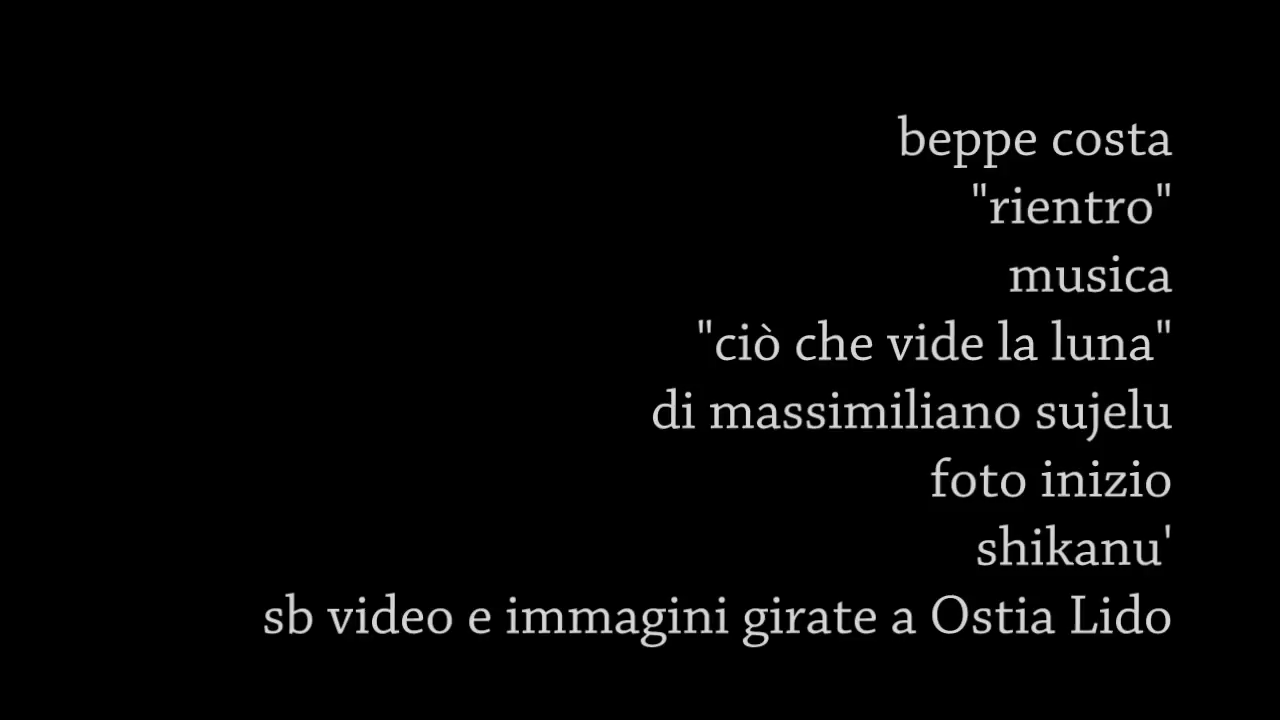 beppe costa
"rientro"
musica
"ciò che vide la luna"
di massimiliano sujelu
foto inizio
shikanu'
sb video e immagini girate a Ostia Lido